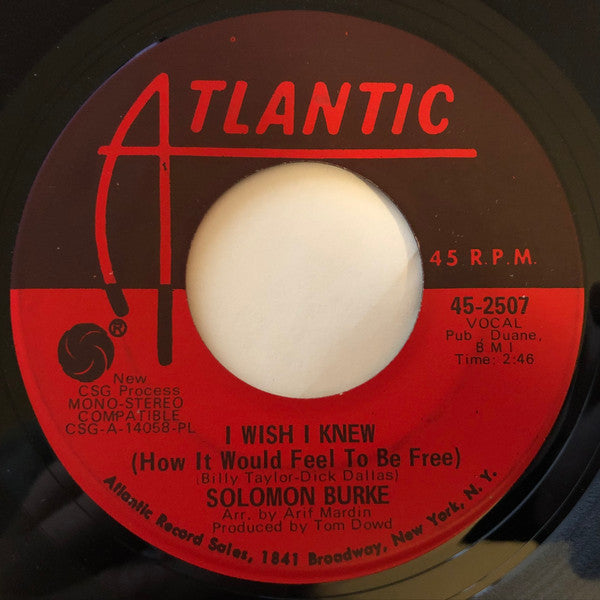 ATLANTIC
45 R.P.M.
45-2507
VOCAL
Pub., Duane,
BMI
Time: 2:46
®
New
CSG Process
MONO-STEREO
COMPATIBLE
CSG-A-14058-PL
I WISH I KNEW
(How It Would Feel To Be Free)
(Billy Taylor-Dick Dallas)
SOLOMON BURKE
Arr. by Arif Mardin
Produced by Tom Dowd
Atlantic Record Sales, 1841 Broadway, New York, N. Y.